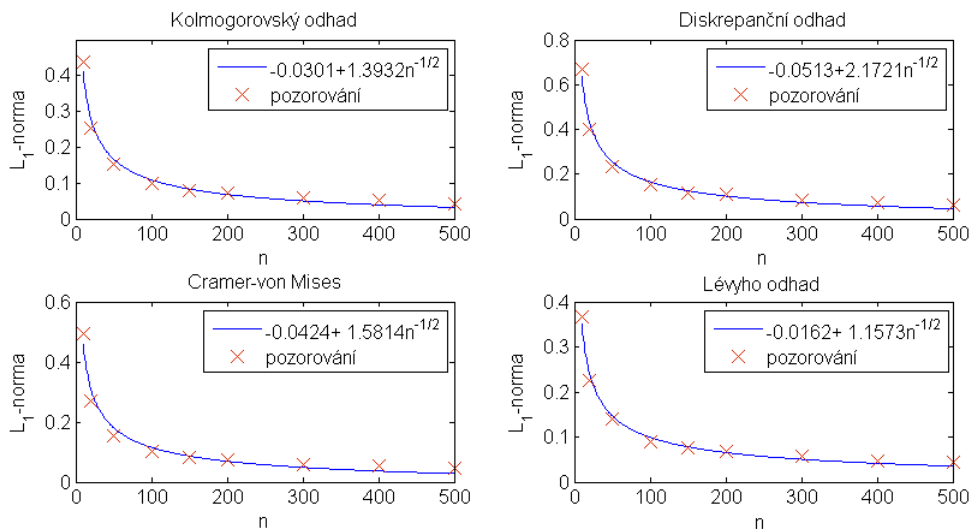 Kolmogorovský odhad
L1-norma
0.4
0.3
0.2
0.1
0
-0.0301+1.3932n^-1/2
pozorování
0 100 200 300 400 500
n
Diskrepanční odhad
L1-norma
0.8
0.6
0.4
0.2
0
-0.0513+2.1721n^-1/2
pozorování
0 100 200 300 400 500
n
Cramer-von Mises
L1-norma
0.6
0.4
0.2
0
-0.0424+ 1.5814n^-1/2
pozorování
0 100 200 300 400 500
n
Lévyho odhad
L1-norma
0.4
0.3
0.2
0.1
0
-0.0162+ 1.1573n^-1/2
pozorování
0 100 200 300 400 500
n